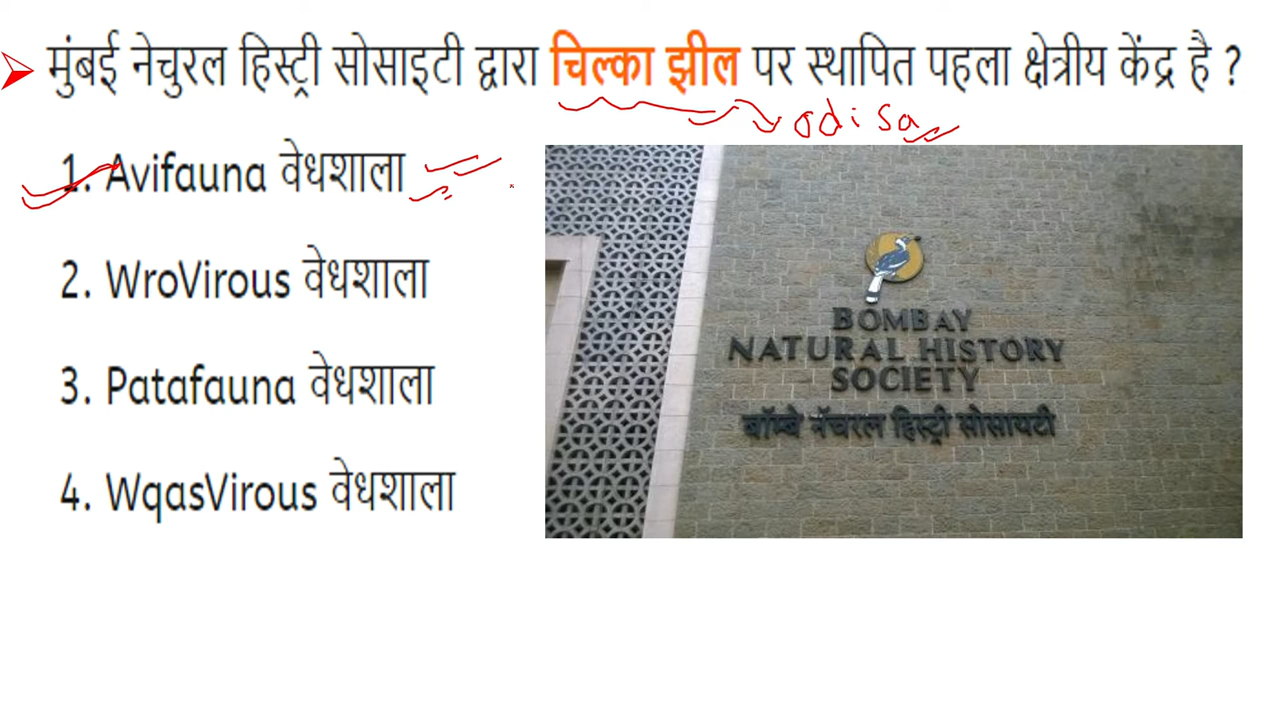 मुंबई नेचुरल हिस्ट्री सोसाइटी द्वारा चिल्का झील पर स्थापित पहला क्षेत्रीय केंद्र है ?
odisa
1. Avifauna वेधशाला
2. WroVirous वेधशाला
3. Patafauna वेधशाला
4. WqasVirous वेधशाला
BOMBAY
NATURAL HISTORY
SOCIETY
बॉम्बे नॅचरल हिस्ट्री सोसायटी